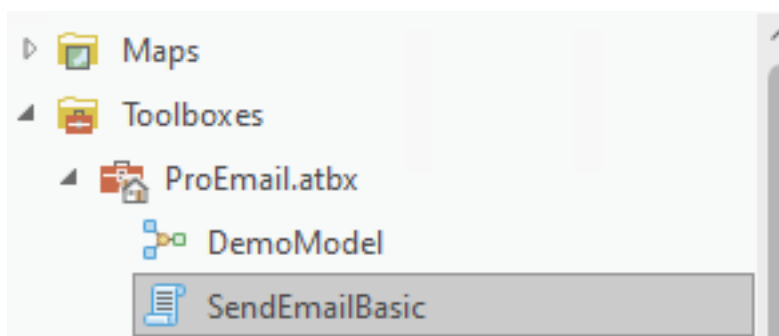 Maps
Toolboxes
ProEmail.atbx
DemoModel
SendEmailBasic